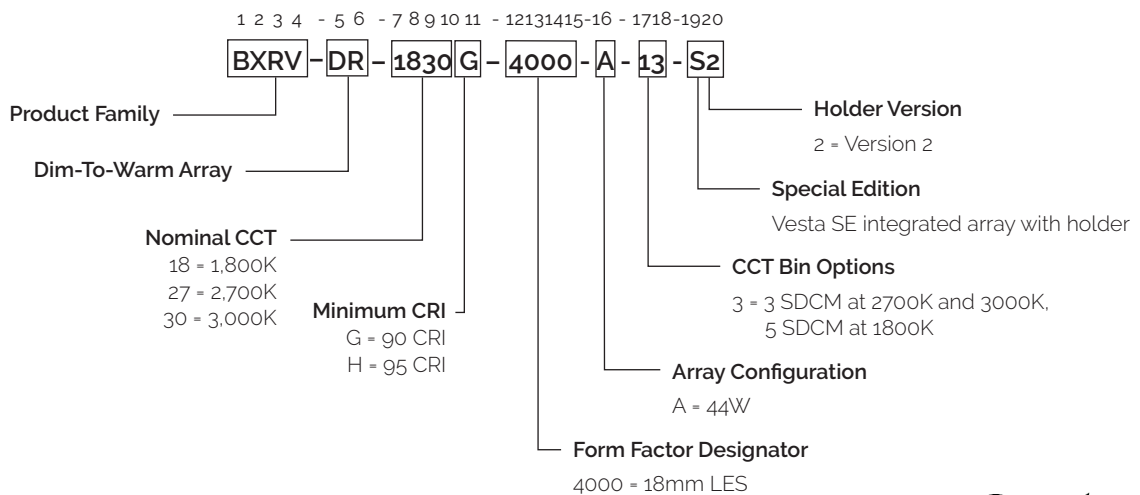 1 2 3 4 - 5 6 - 7 8 9 10 11 - 12131415-16 - 1718-1920
BXRV-DR-1830G-4000-A-13-S2
Product Family
Dim-To-Warm Array
Nominal CCT
18 = 1,800K
27 = 2,700K
30 = 3,000K
Minimum CRI
G = 90 CRI
H = 95 CRI
Holder Version
2 = Version 2
Special Edition
Vesta SE integrated array with holder
CCT Bin Options
3 = 3 SDCM at 2700K and 3000K,
5 SDCM at 1800K
Array Configuration
A = 44W
Form Factor Designator
4000 = 18mm LES